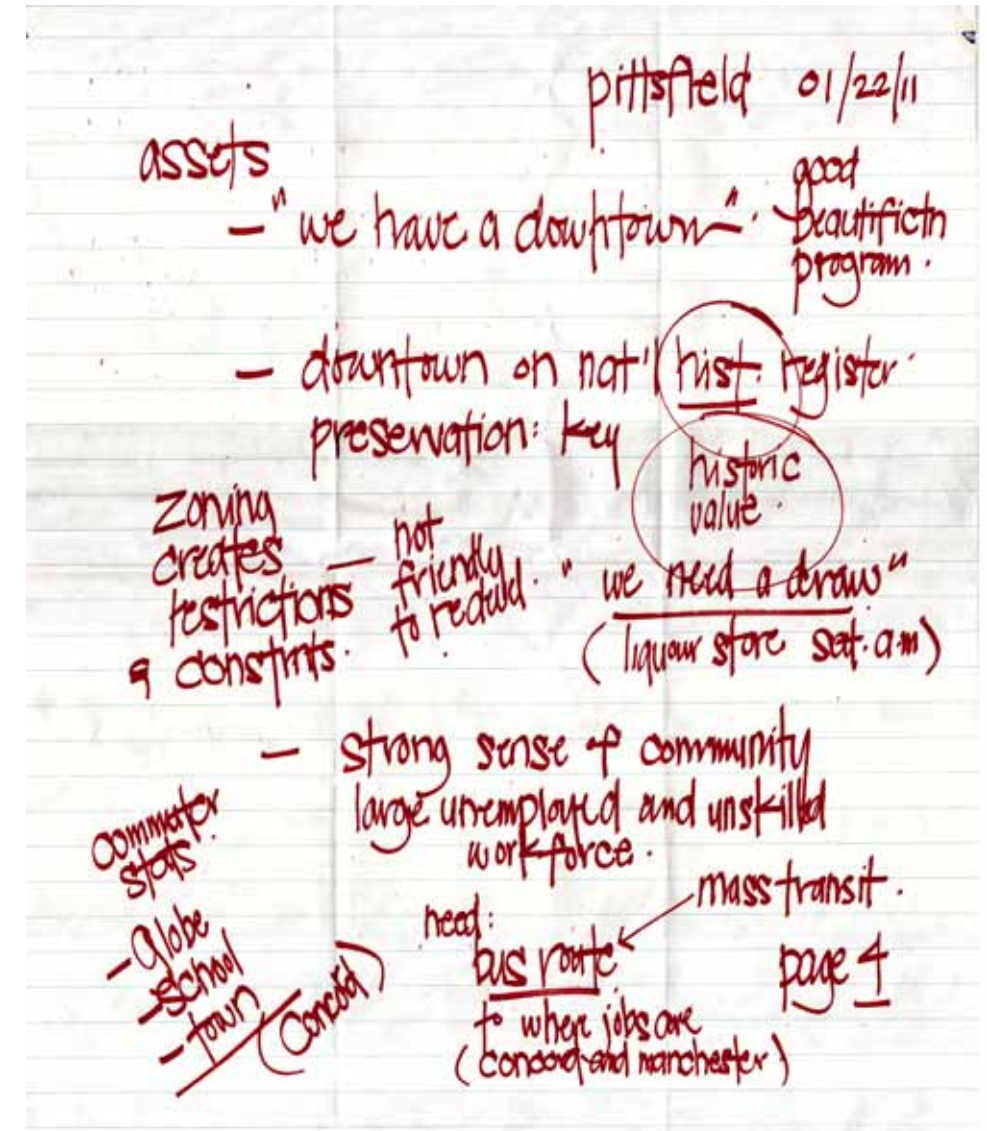 pittsfield 01/22/11
assets
- "we have a downtown-".
- good
beautifictn
program.
- downtown on nat'l hist. register.
preservation: key
historic
value.
zoning
creates
restrictions
& constrnts.
- not
friendly
to redevel.
"we need a draw"
(liquour store sat. a.m)
- strong sense of community
large unemployed and unskilled
workforce.
commuter
stats.
- globe
- school
- town
(concord)
need:
bus route
mass transit.
to where jobs are
(concord and manchester)
page 4